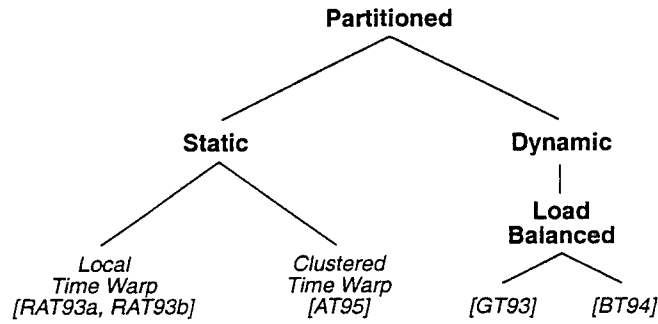 Partitioned
Static
Dynamic
Load
Balanced
Local
Time Warp
[RAT93a, RAT93b]
Clustered
Time Warp
[AT95]
[GT93]
[BT94]